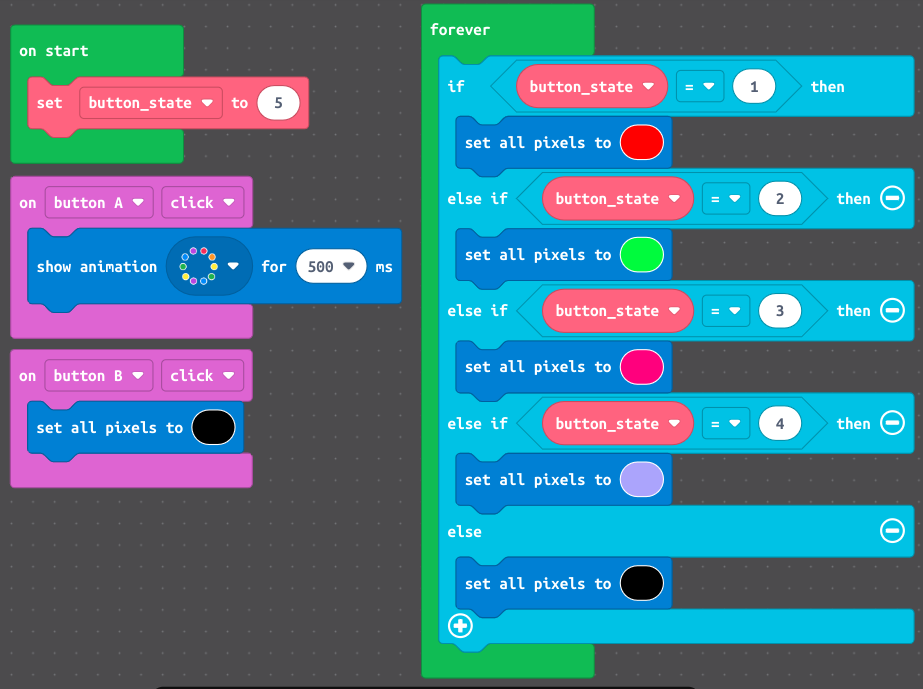 on start
set button_state to 5
on button A click
show animation for 500 ms
on button B click
set all pixels to
forever
if button_state = 1 then
set all pixels to
else if button_state = 2 then
set all pixels to
else if button_state = 3 then
set all pixels to
else if button_state = 4 then
set all pixels to
else
set all pixels to